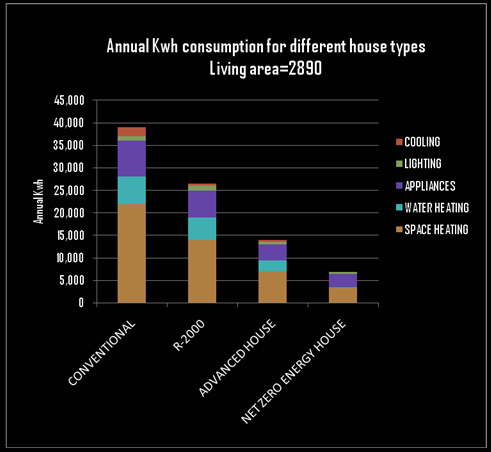 Annual Kwh consumption for different house types
Living area=2890
45,000
40,000
35,000
30,000
25,000
20,000
15,000
10,000
5,000
0
Annual Kwh
CONVENTIONAL
R-2000
ADVANCED HOUSE
NET ZERO ENERGY HOUSE
COOLING
LIGHTING
APPLIANCES
WATER HEATING
SPACE HEATING